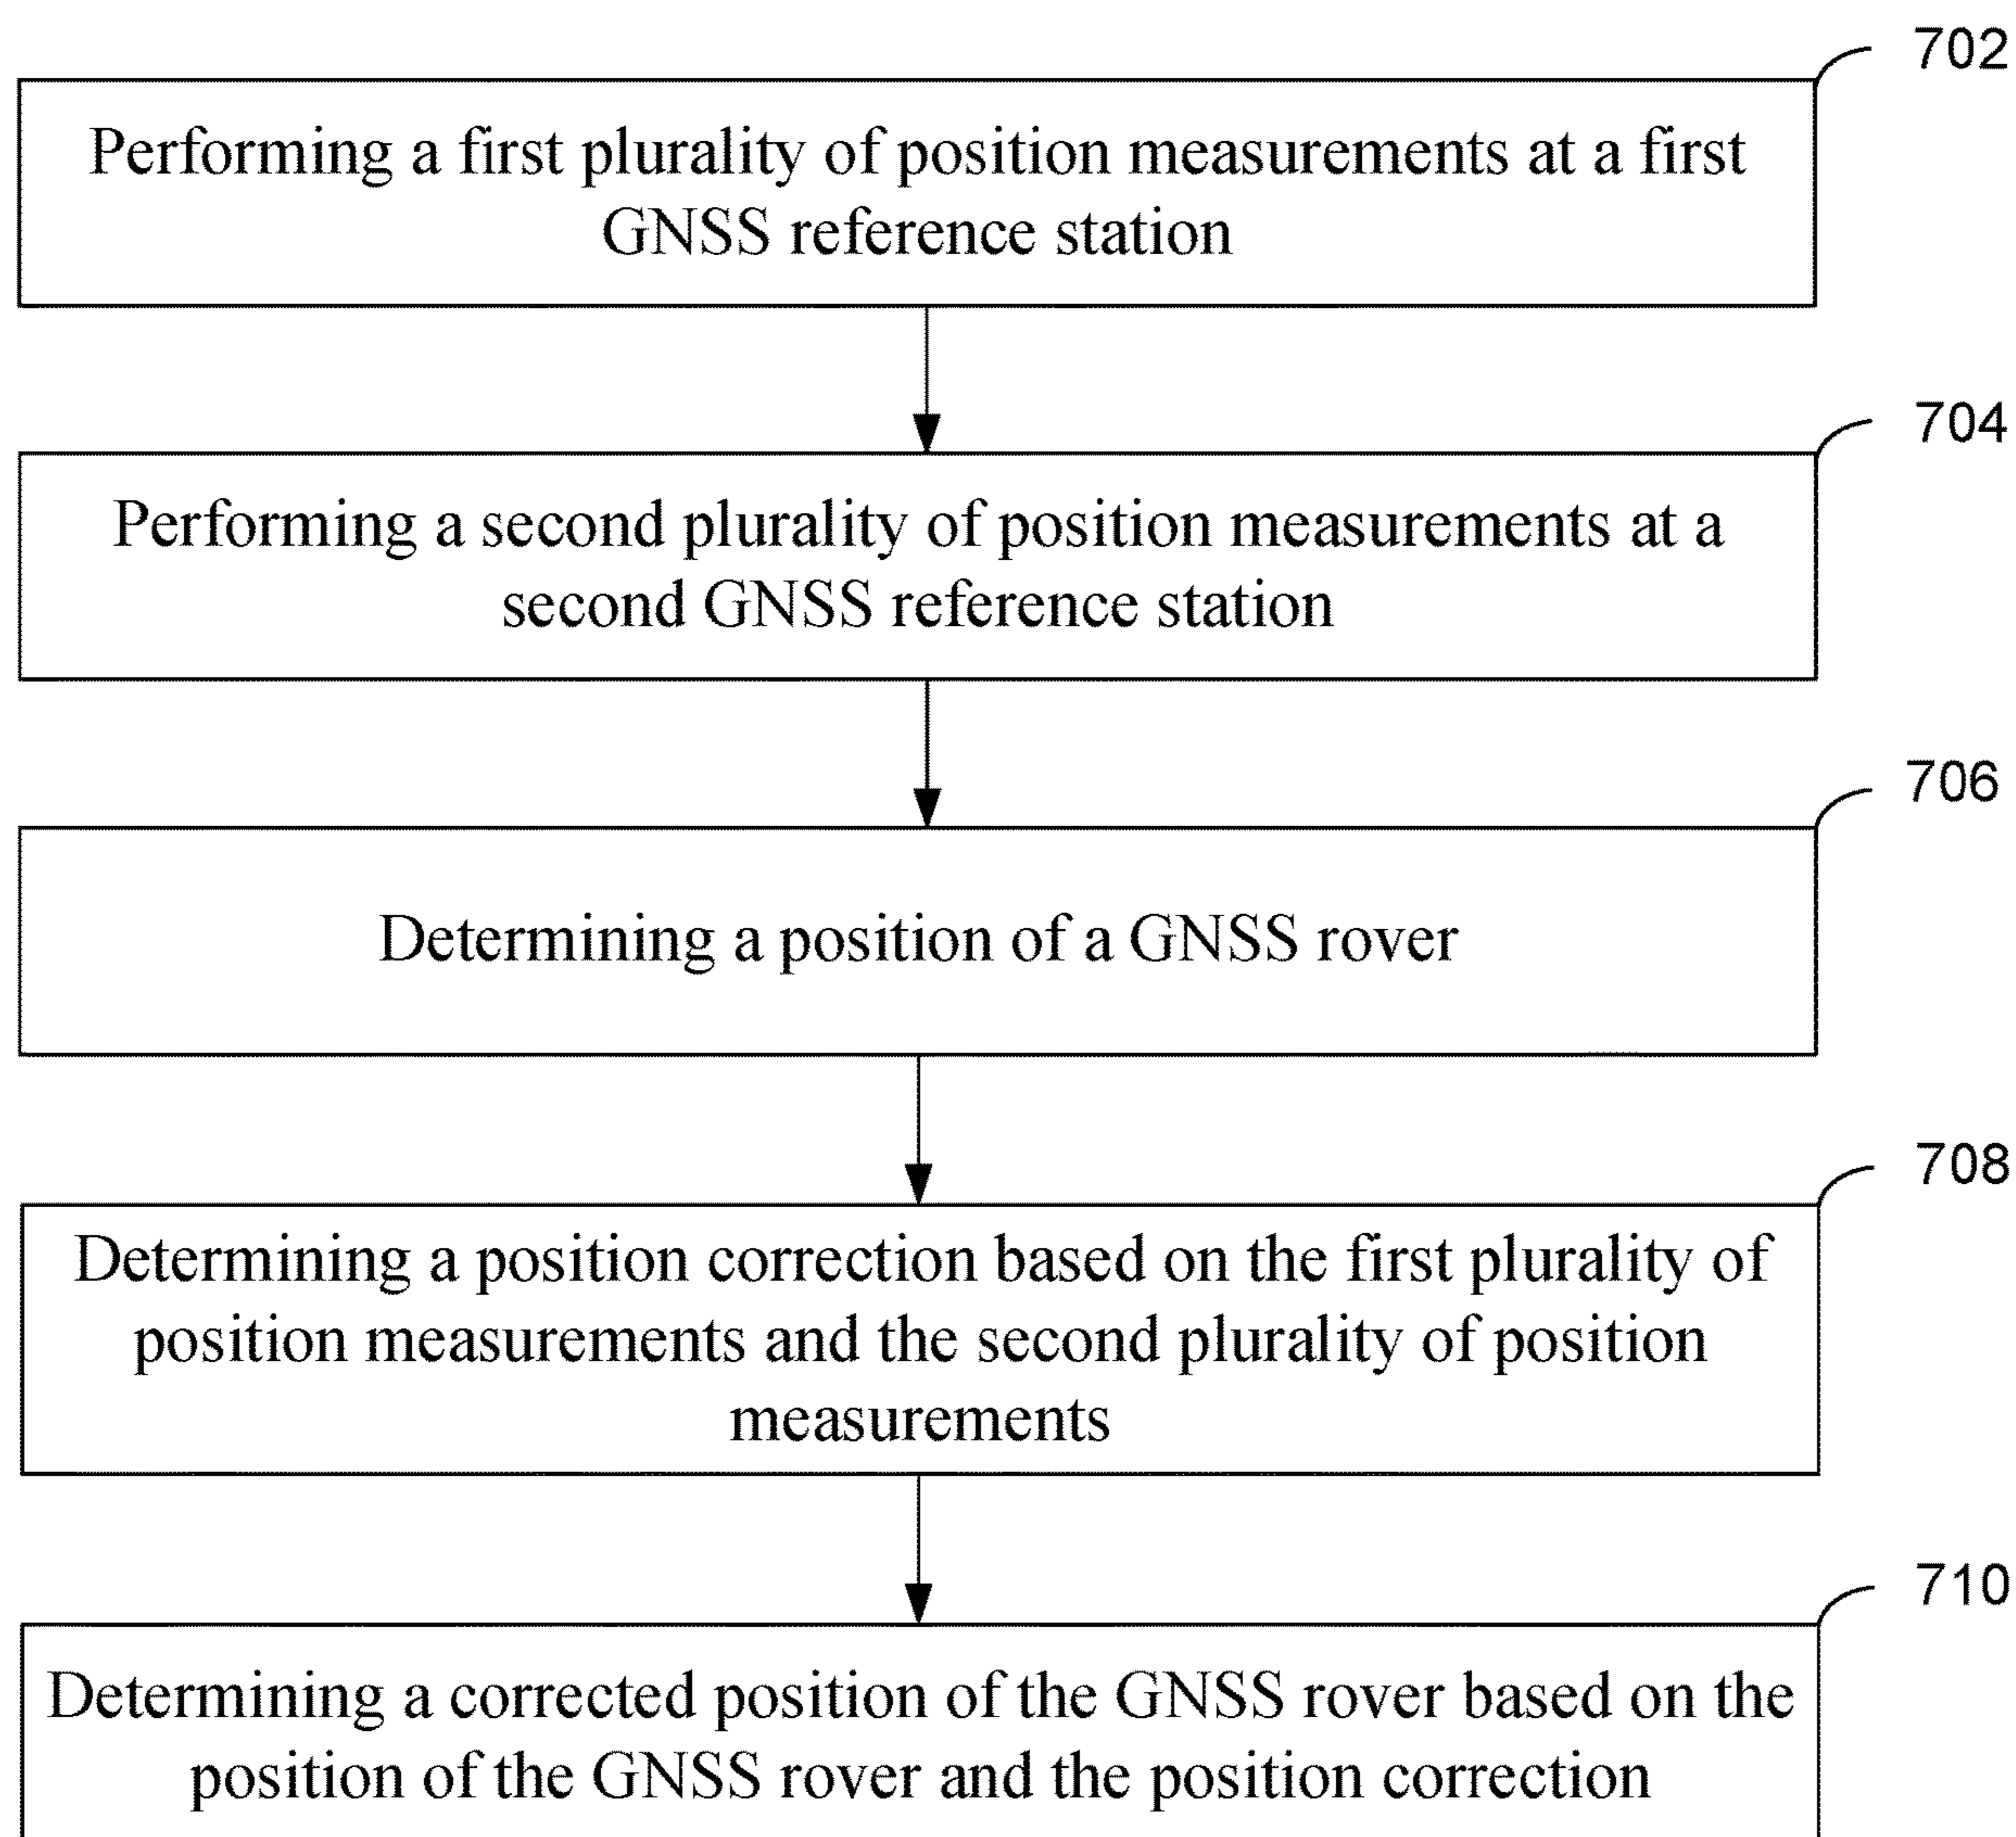 702
Performing a first plurality of position measurements at a first
GNSS reference station
704
Performing a second plurality of position measurements at a
second GNSS reference station
706
Determining a position of a GNSS rover
708
Determining a position correction based on the first plurality of
position measurements and the second plurality of position
measurements
710
Determining a corrected position of the GNSS rover based on the
position of the GNSS rover and the position correction